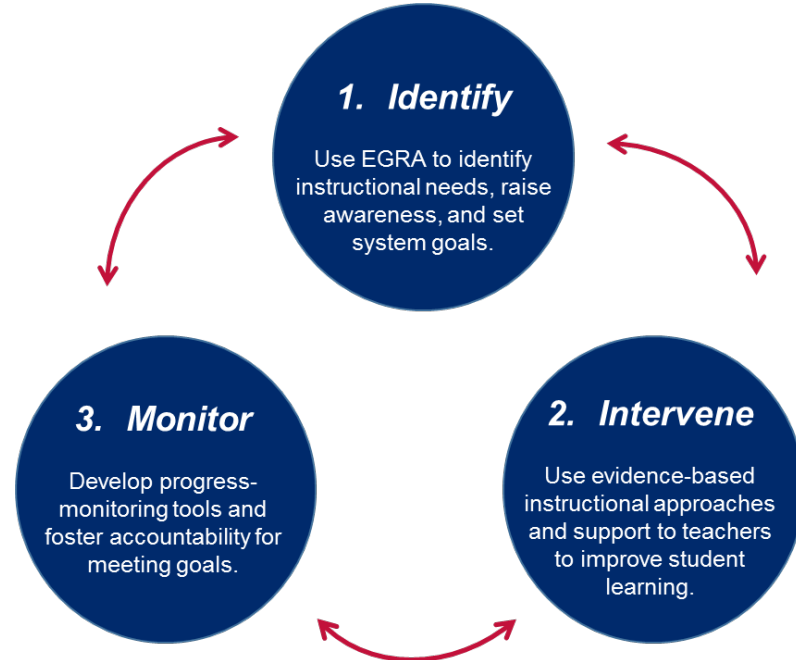 1. Identify
Use EGRA to identify
instructional needs, raise
awareness, and set
system goals.
2. Intervene
Use evidence-based
instructional approaches
and support to teachers
to improve student
learning.
3. Monitor
Develop progress-
monitoring tools and
foster accountability for
meeting goals.